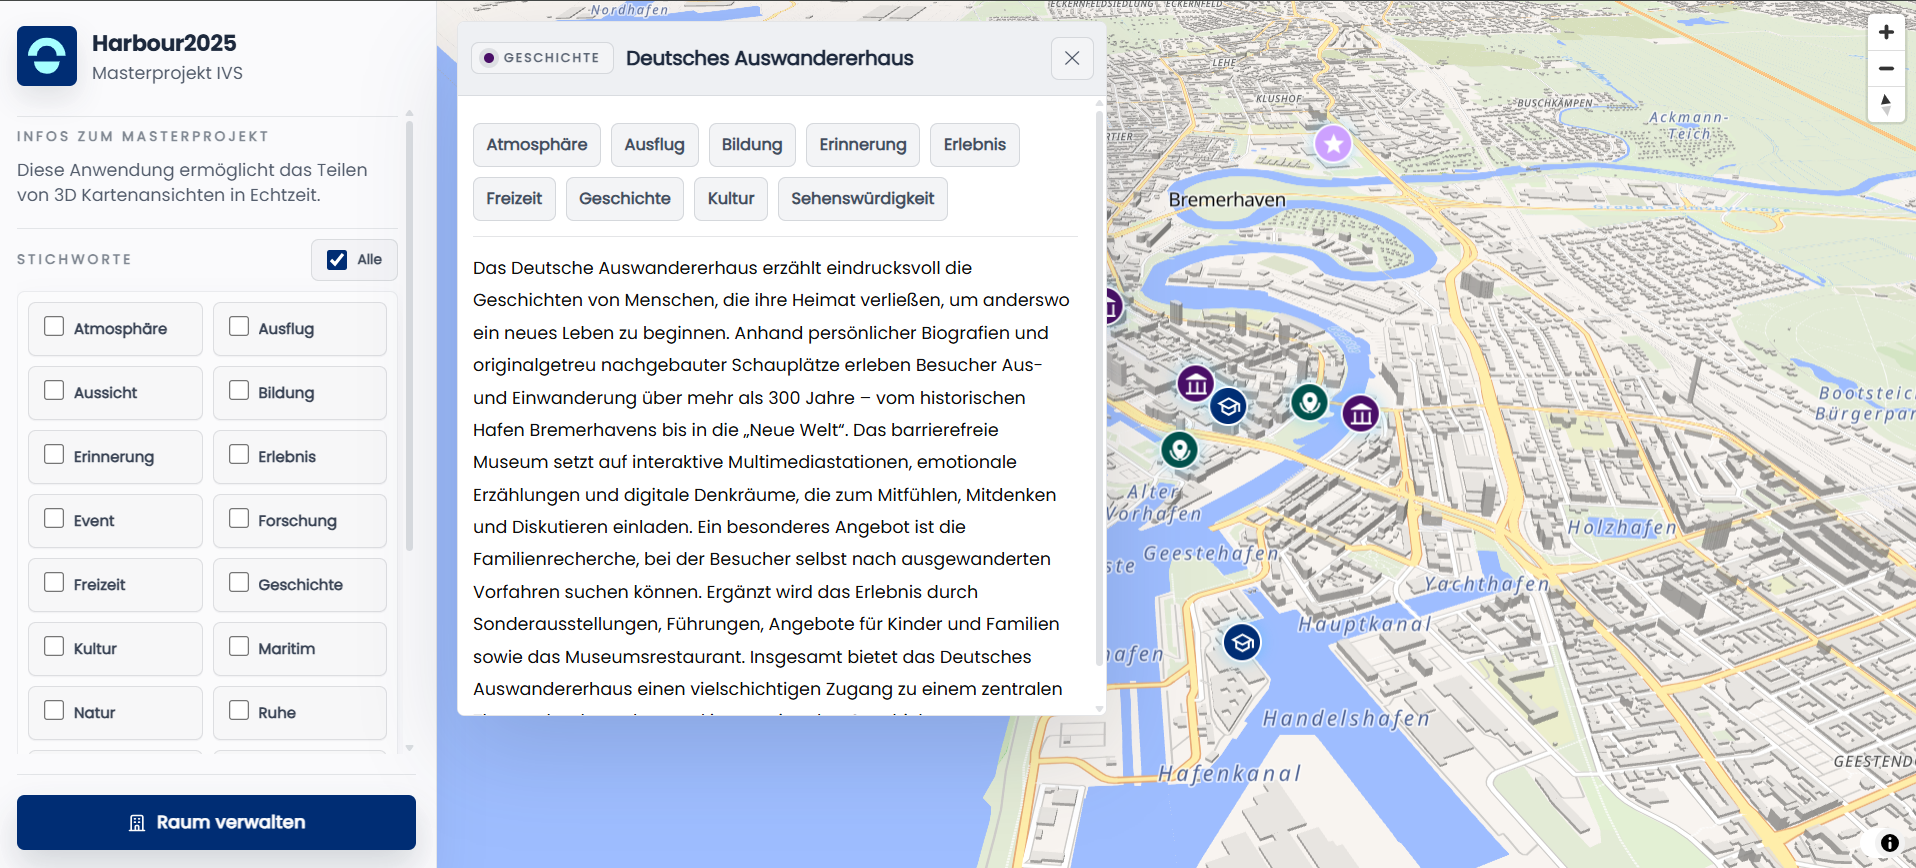 Harbour2025
Masterprojekt IVS
INFOS ZUM MASTERPROJEKT
Diese Anwendung ermöglicht das Teilen
von 3D Kartenansichten in Echtzeit.
STICHWORTE
Alle
Atmosphäre
Ausflug
Aussicht
Bildung
Erinnerung
Erlebnis
Event
Forschung
Freizeit
Geschichte
Kultur
Maritim
Natur
Ruhe
Raum verwalten
GESCHICHTE
Deutsches Auswandererhaus
Atmosphäre
Ausflug
Bildung
Erinnerung
Erlebnis
Freizeit
Geschichte
Kultur
Sehenswürdigkeit
Das Deutsche Auswandererhaus erzählt eindrucksvoll die
Geschichten von Menschen, die ihre Heimat verließen, um anderswo
ein neues Leben zu beginnen. Anhand persönlicher Biografien und
originalgetreu nachgebauter Schauplätze erleben Besucher Aus-
und Einwanderung über mehr als 300 Jahre – vom historischen
Hafen Bremerhavens bis in die „Neue Welt“. Das barrierefreie
Museum setzt auf interaktive Multimediastationen, emotionale
Erzählungen und digitale Denkräume, die zum Mitfühlen, Mitdenken
und Diskutieren einladen. Ein besonderes Angebot ist die
Familienrecherche, bei der Besucher selbst nach ausgewanderten
Vorfahren suchen können. Ergänzt wird das Erlebnis durch
Sonderausstellungen, Führungen, Angebote für Kinder und Familien
sowie das Museumsrestaurant. Insgesamt bietet das Deutsches
Auswandererhaus einen vielschichtigen Zugang zu einem zentralen
Nordhafen
ECKERNFELD
LEHE
KLUSHOF
BUSCHKÄMPEN
Ackmann-
Teich
Bremerhaven
Bootsteich
Bürgerpar
Alter
Vorhafen
Geestehafen
Holzhafen
Yachthafen
Hauptkanal
hafen
Handelshafen
Hafenkanal
GEESTEND